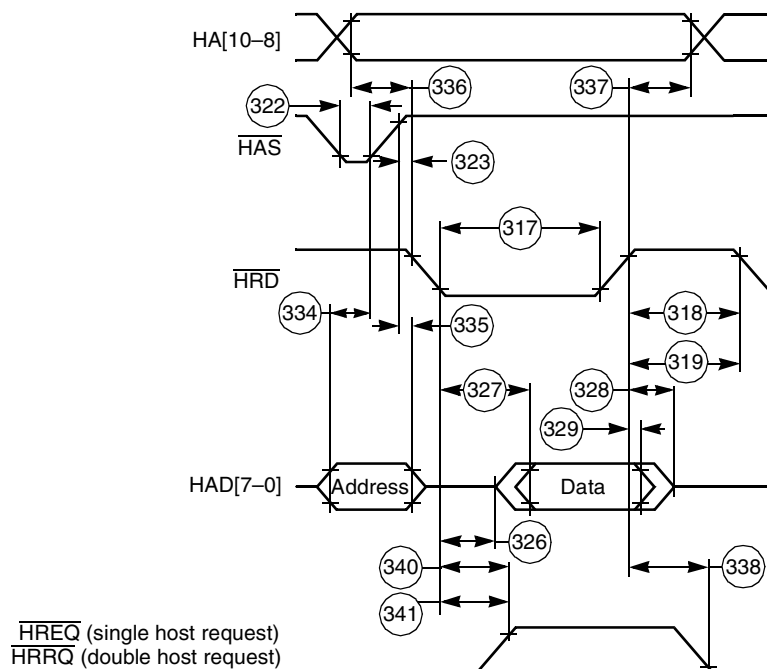 HA[10–8]
336
337
322
HAS
323
317
HRD
334
335
318
319
327
328
329
HAD[7–0]
Address
Data
326
340
338
341
HREQ (single host request)
HRRQ (double host request)